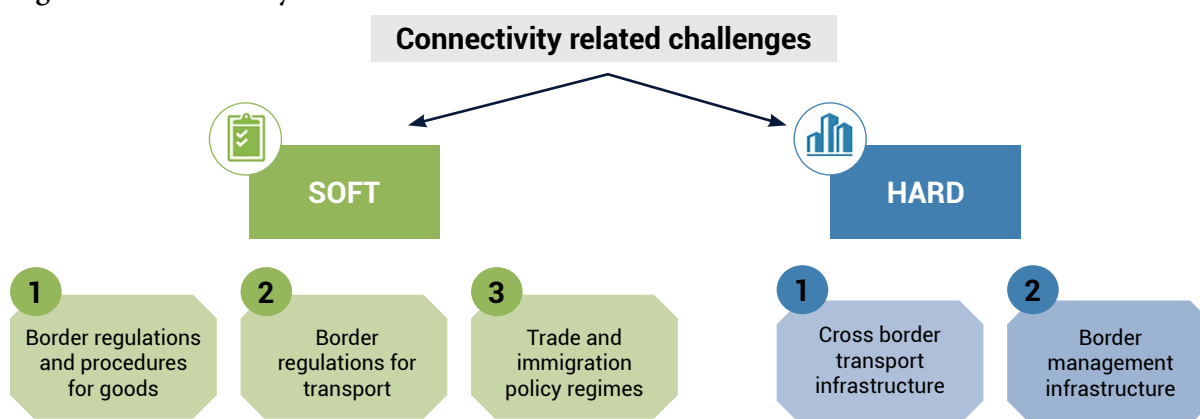 Connectivity related challenges
SOFT
HARD
1
Border regulations
and procedures
for goods
2
Border
regulations for
transport
3
Trade and
immigration
policy regimes
1
Cross border
transport
infrastructure
2
Border
management
infrastructure